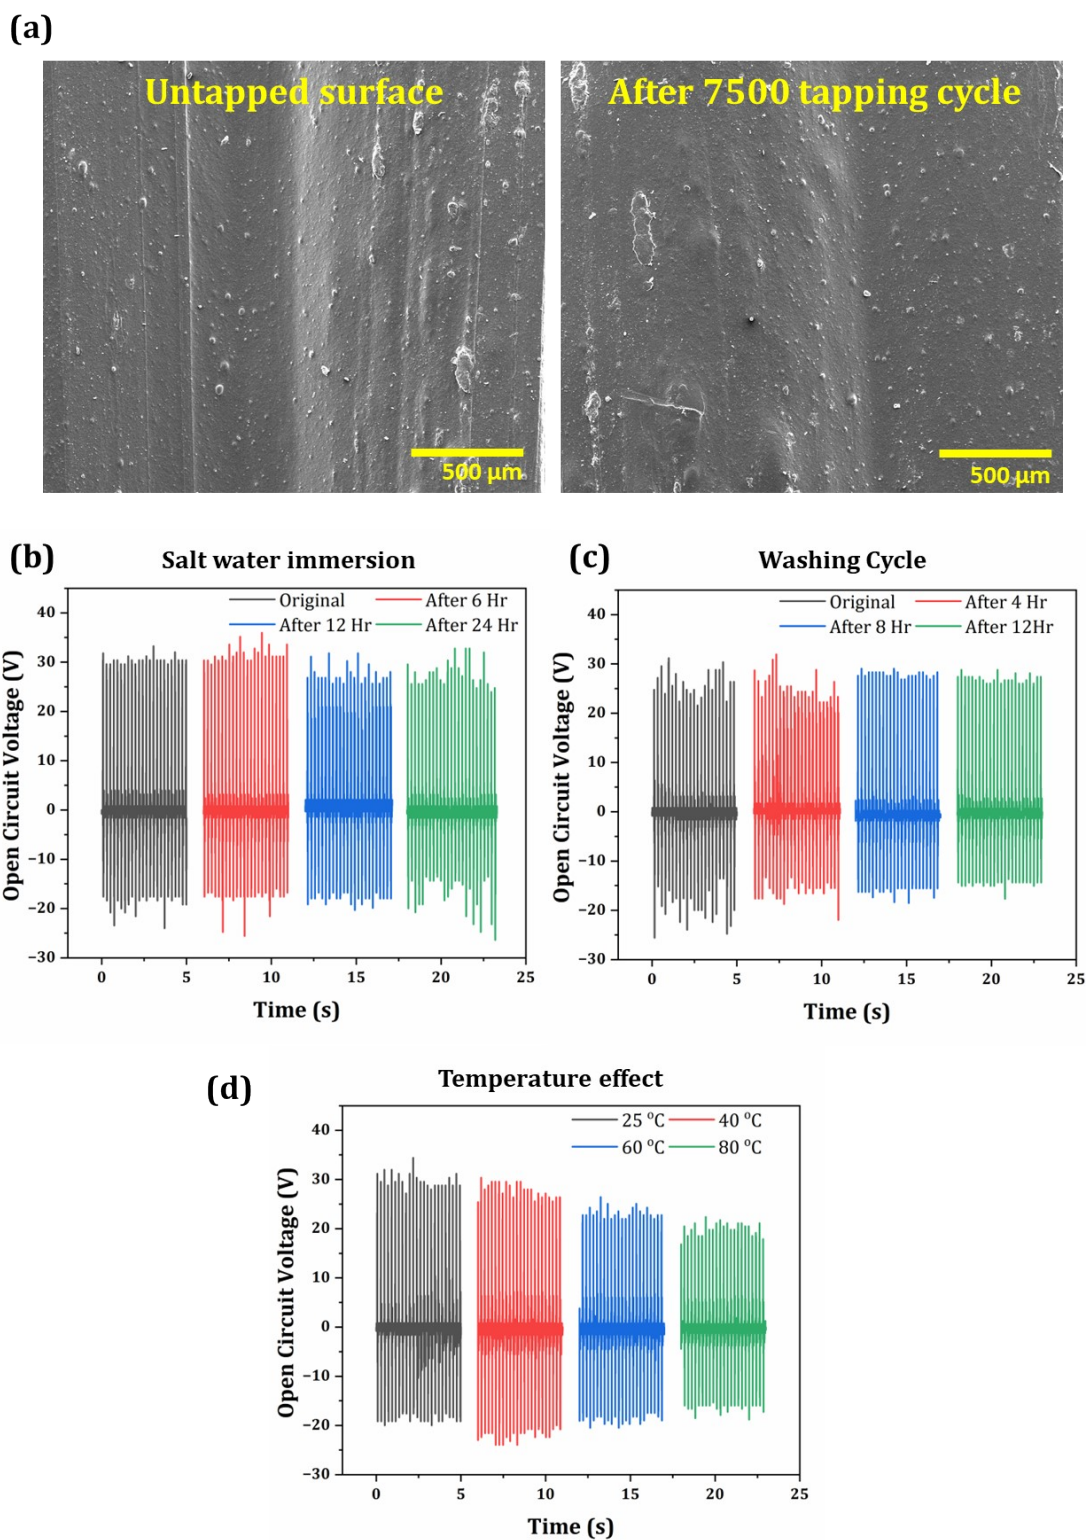 (a)
Untapped surface
After 7500 tapping cycle
500 µm
500 µm
(b)
Salt water immersion
Original
After 6 Hr
After 12 Hr
After 24 Hr
Open Circuit Voltage (V)
40
30
20
10
0
−10
−20
−30
0
5
10
15
20
25
Time (s)
(c)
Washing Cycle
Original
After 4 Hr
After 8 Hr
After 12Hr
Open Circuit Voltage (V)
40
30
20
10
0
−10
−20
−30
0
5
10
15
20
25
Time (s)
(d)
Temperature effect
25 °C
40 °C
60 °C
80 °C
Open Circuit Voltage (V)
40
30
20
10
0
−10
−20
−30
0
5
10
15
20
25
Time (s)